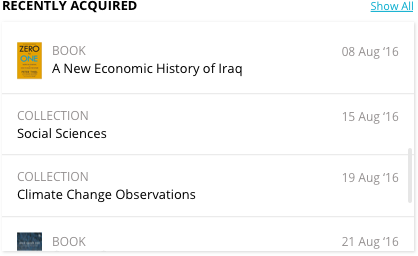 RECENTLY ACQUIRED Show All
BOOK 08 Aug ‘16
ZERO
TO
ONE
A New Economic History of Iraq
COLLECTION 15 Aug ‘16
Social Sciences
COLLECTION 19 Aug ‘16
Climate Change Observations
BOOK 21 Aug ‘16